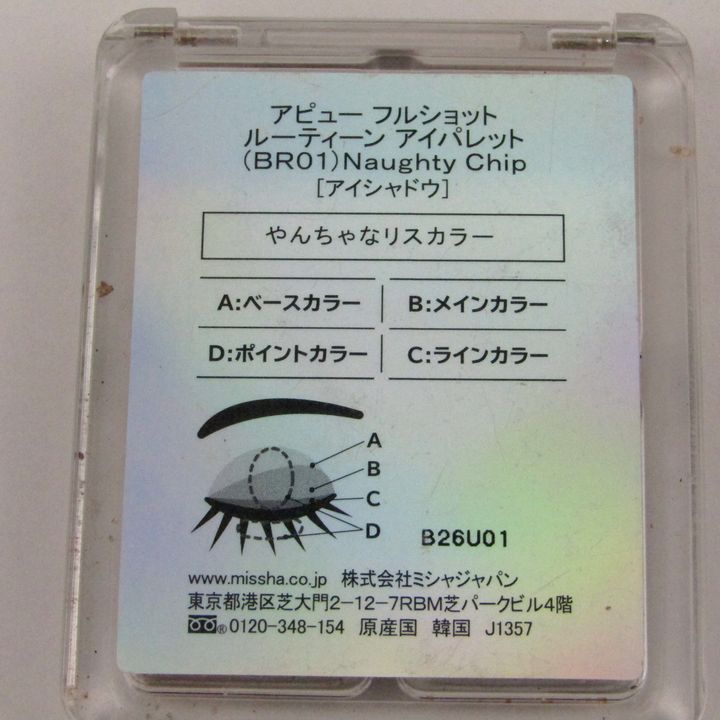 アピュー フルショット
ルーティーン アイパレット
(BR01)Naughty Chip
[アイシャドウ]
やんちゃなリスカラー
A:ベースカラー B:メインカラー
D:ポイントカラー C:ラインカラー
A
B
C
D
B26U01
www.missha.co.jp 株式会社ミシャジャパン
東京都港区芝大門2-12-7RBM芝パークビル4階
®0120-348-154 原産国 韓国 J1357